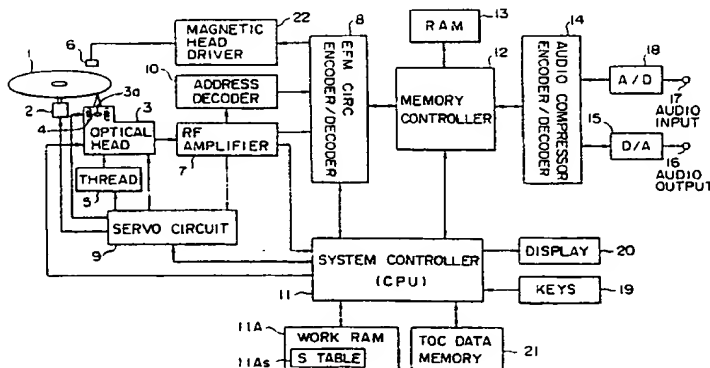 22
8
13
14
1
6
MAGNETIC
HEAD
DRIVER
RAM
12
18
10
ADDRESS
DECODER
EFM CIRC
ENCODER/DECODER
MEMORY
CONTROLLER
AUDIO COMPRESSOR
/DECODER
A/D
17
AUDIO
INPUT
3a
2
3
4
OPTICAL
HEAD
RF
AMPLIFIER
7
15
D/A
16
AUDIO
OUTPUT
THREAD
5
SERVO CIRCUIT
9
SYSTEM CONTROLLER
(CPU)
11
DISPLAY
20
KEYS
19
11A
WORK RAM
11As
S TABLE
TOC DATA
MEMORY
21